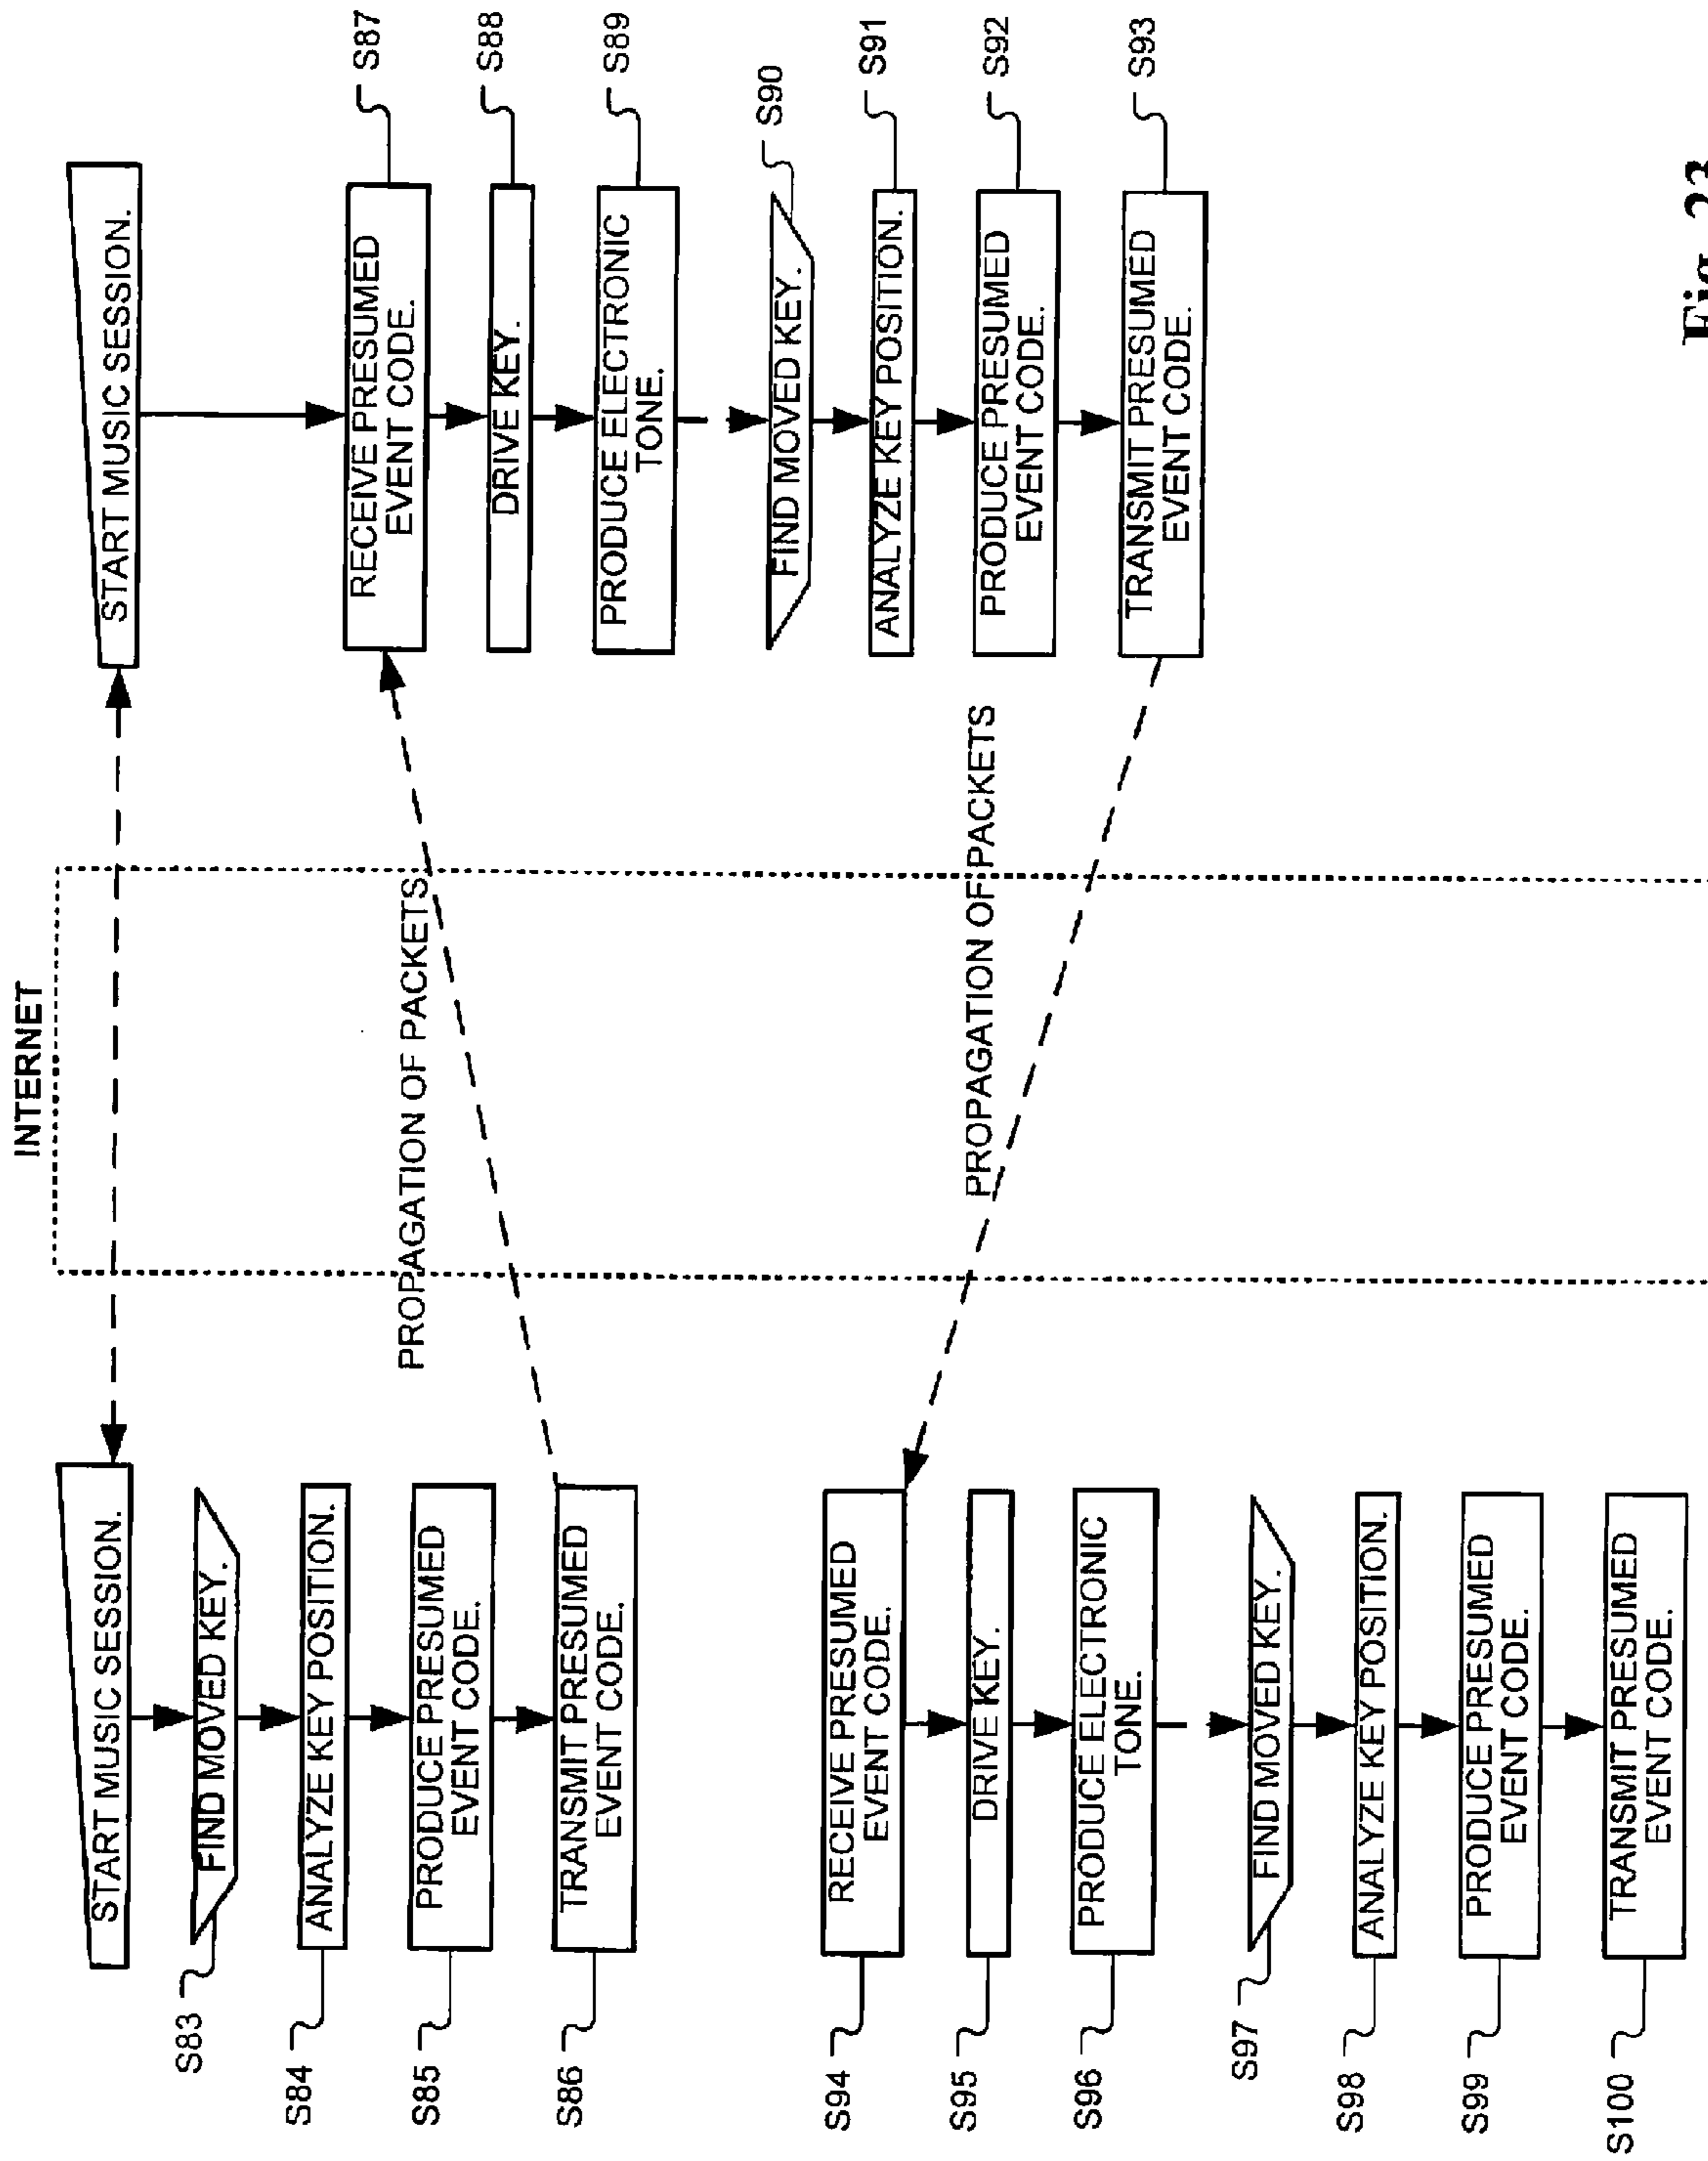 INTERNET
START MUSIC SESSION.
S83
FIND MOVED KEY.
S84
ANALYZE KEY POSITION.
S85
PRODUCE PRESUMED
EVENT CODE.
S86
TRANSMIT PRESUMED
EVENT CODE.
PROPAGATION OF PACKETS
START MUSIC SESSION.
RECEIVE PRESUMED
EVENT CODE.
S87
DRIVE KEY.
S88
PRODUCE ELECTRONIC
TONE.
S89
FIND MOVED KEY.
S90
ANALYZE KEY POSITION.
S91
PRODUCE PRESUMED
EVENT CODE.
S92
TRANSMIT PRESUMED
EVENT CODE.
S93
PROPAGATION OF PACKETS
S94
RECEIVE PRESUMED
EVENT CODE.
S95
DRIVE KEY.
S96
PRODUCE ELECTRONIC
TONE.
S97
FIND MOVED KEY.
S98
ANALYZE KEY POSITION.
S99
PRODUCE PRESUMED
EVENT CODE.
S100
TRANSMIT PRESUMED
EVENT CODE.
Fig. 23